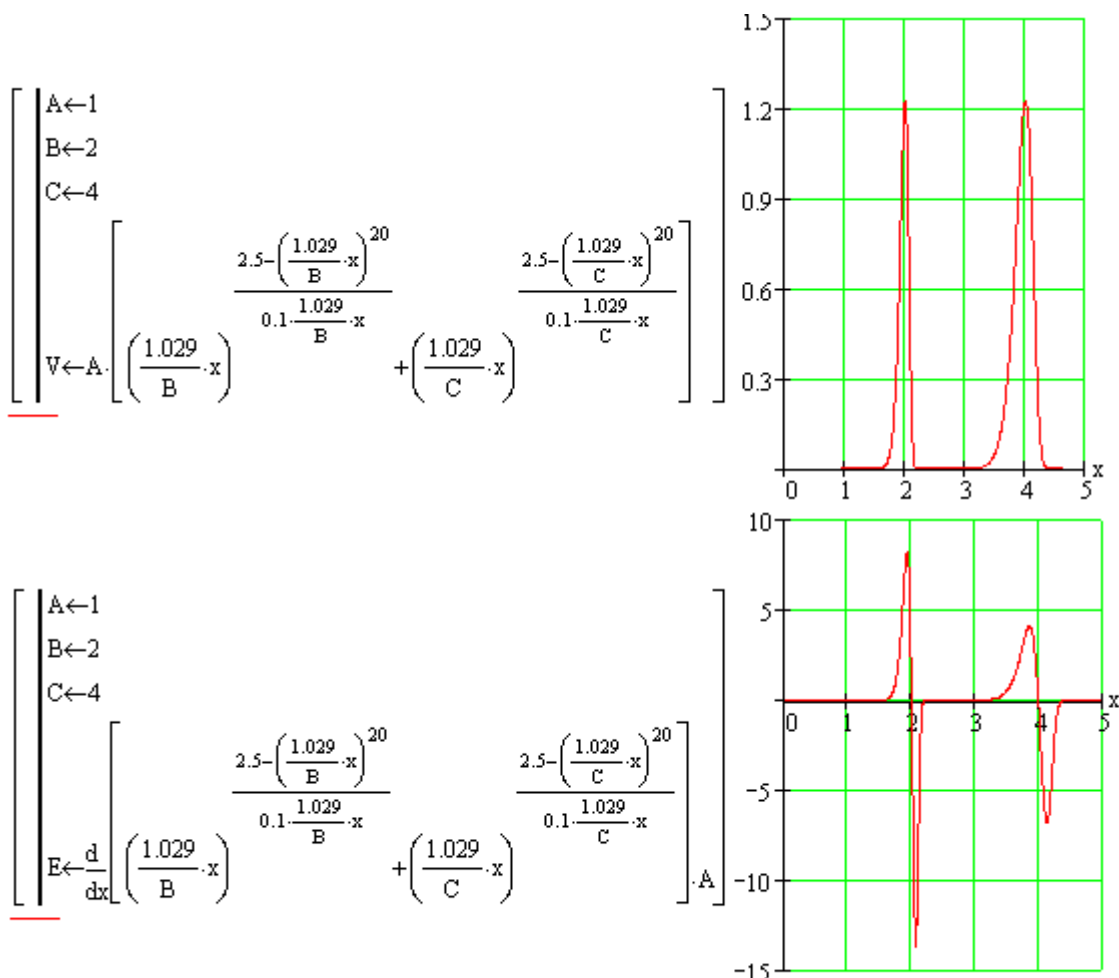 A←1
B←2
C←4
V←A·[(1.029/B·x)^((2.5-(1.029/B·x)^20)/(0.1·1.029/B·x))+(1.029/C·x)^((2.5-(1.029/C·x)^20)/(0.1·1.029/C·x))]
1.5
1.2
0.9
0.6
0.3
0 1 2 3 4 5 x
A←1
B←2
C←4
E←d/dx[(1.029/B·x)^((2.5-(1.029/B·x)^20)/(0.1·1.029/B·x))+(1.029/C·x)^((2.5-(1.029/C·x)^20)/(0.1·1.029/C·x))]·A
10
5
0 1 2 3 4 5 x
-5
-10
-15